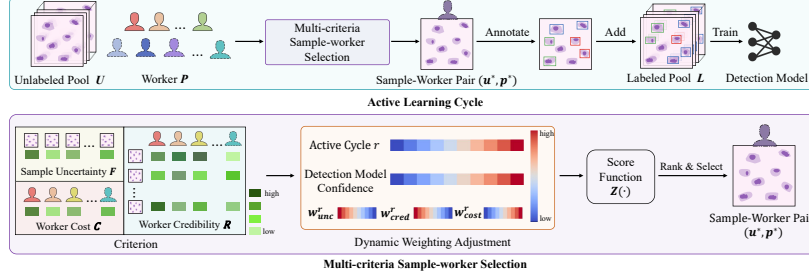 Unlabeled Pool U
Worker P
Multi-criteria
Sample-worker
Selection
Sample-Worker Pair (u*, p*)
Annotate
Add
Labeled Pool L
Train
Detection Model
Active Learning Cycle
Sample Uncertainty F
Worker Cost C
Worker Credibility R
high
low
Criterion
Active Cycle r
Detection Model
Confidence
high
low
w^r_unc
w^r_cred
w^r_cost
Dynamic Weighting Adjustment
Score
Function
Z(·)
Rank & Select
Sample-Worker Pair
(u*, p*)
Multi-criteria Sample-worker Selection